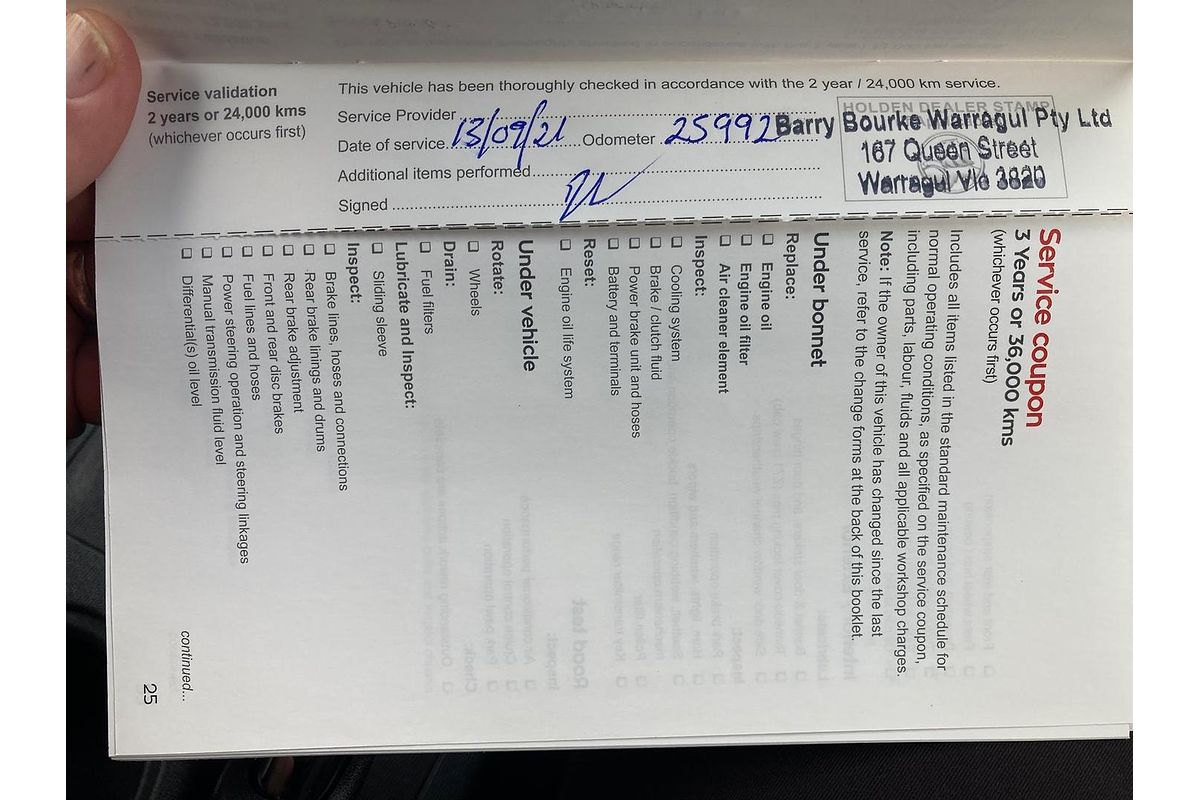 Service validation
2 years or 24,000 kms
(whichever occurs first)
This vehicle has been thoroughly checked in accordance with the 2 year / 24,000 km service.
Service Provider
Date of service 13/09/21 Odometer 25992
Additional items performed
Signed
HOLDEN DEALER STAMP
Barry Bourke Warragul Pty Ltd
167 Queen Street
Warragul Vic 3820
Service coupon
3 Years or 36,000 kms
(whichever occurs first)
Includes all items listed in the standard maintenance schedule for
normal operating conditions, as specified on the service coupon,
including parts, labour, fluids and all applicable workshop charges.
Note: If the owner of this vehicle has changed since the last
service, refer to the change forms at the back of this booklet.
Under bonnet
Replace:
Engine oil
Engine oil filter
Air cleaner element
Inspect:
Cooling system
Brake / clutch fluid
Power brake unit and hoses
Battery and terminals
Reset:
Engine oil life system
Under vehicle
Rotate:
Wheels
Drain:
Fuel filters
Lubricate and Inspect:
Sliding sleeve
Inspect:
Brake lines, hoses and connections
Rear brake linings and drums
Rear brake adjustment
Front and rear disc brakes
Fuel lines and hoses
Power steering operation and steering linkages
Manual transmission fluid level
Differential(s) oil level
continued...
25